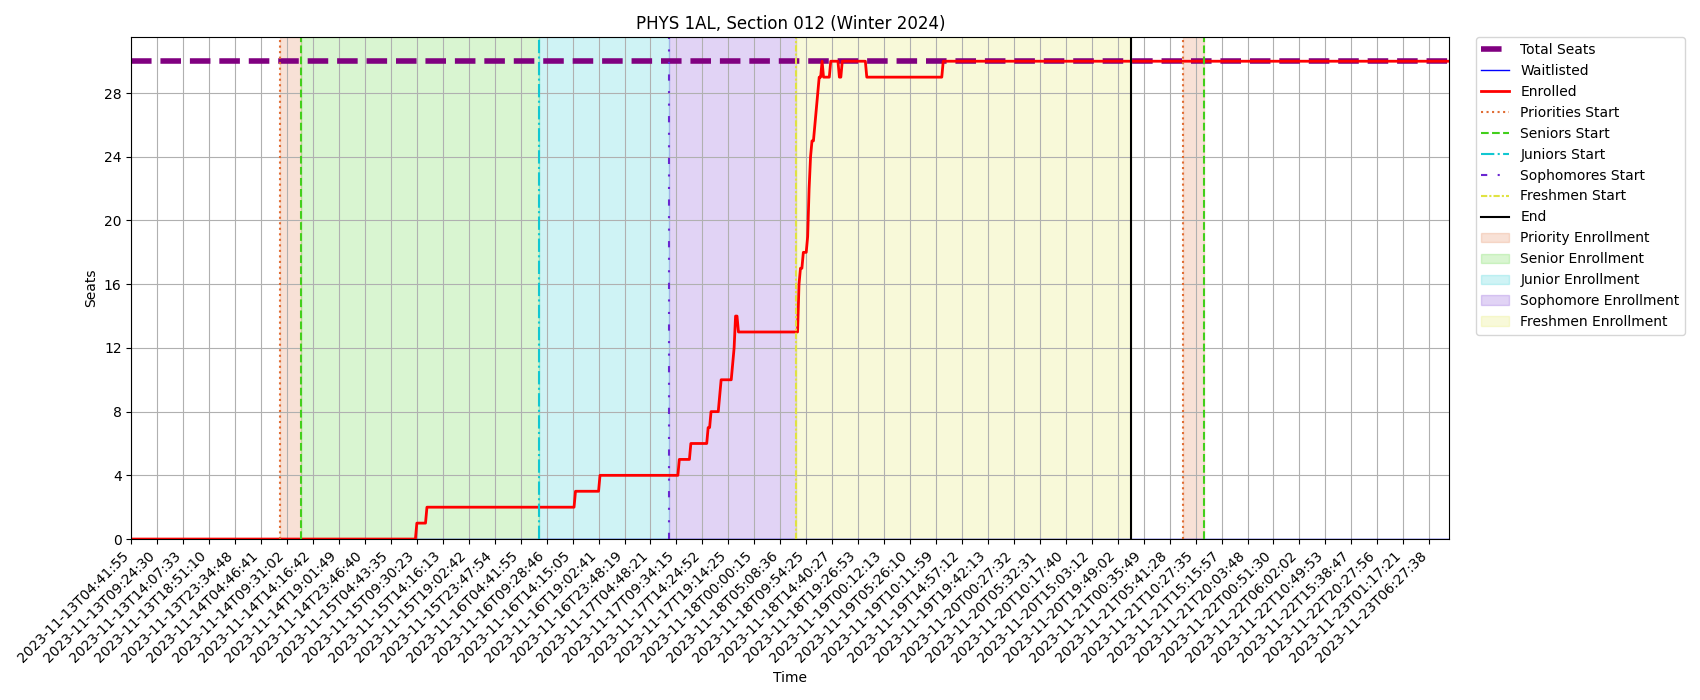 PHYS 1AL, Section 012 (Winter 2024)
Total Seats
Waitlisted
Enrolled
Priorities Start
Seniors Start
Juniors Start
Sophomores Start
Freshmen Start
End
Priority Enrollment
Senior Enrollment
Junior Enrollment
Sophomore Enrollment
Freshmen Enrollment
Seats
28
24
20
16
12
8
4
0
2023-11-13T04:41:55
2023-11-13T09:24:30
2023-11-13T14:07:33
2023-11-13T18:51:10
2023-11-13T23:34:48
2023-11-14T04:46:41
2023-11-14T09:31:02
2023-11-14T14:16:42
2023-11-14T19:01:49
2023-11-14T23:46:40
2023-11-15T04:43:35
2023-11-15T09:30:23
2023-11-15T14:16:13
2023-11-15T19:02:42
2023-11-15T23:47:54
2023-11-16T04:41:55
2023-11-16T09:28:46
2023-11-16T14:15:05
2023-11-16T19:02:41
2023-11-16T23:48:19
2023-11-17T04:48:21
2023-11-17T09:34:15
2023-11-17T14:24:52
2023-11-17T19:14:25
2023-11-18T00:00:15
2023-11-18T05:08:36
2023-11-18T09:54:25
2023-11-18T14:40:27
2023-11-18T19:26:53
2023-11-19T00:12:13
2023-11-19T05:26:10
2023-11-19T10:11:59
2023-11-19T14:57:12
2023-11-19T19:42:13
2023-11-20T00:27:32
2023-11-20T05:32:31
2023-11-20T10:17:40
2023-11-20T15:03:12
2023-11-20T19:49:02
2023-11-21T00:35:49
2023-11-21T05:41:28
2023-11-21T10:27:35
2023-11-21T15:15:57
2023-11-21T20:03:48
2023-11-22T00:51:30
2023-11-22T06:02:02
2023-11-22T10:49:53
2023-11-22T15:38:47
2023-11-22T20:27:56
2023-11-23T01:17:21
2023-11-23T06:27:38
Time